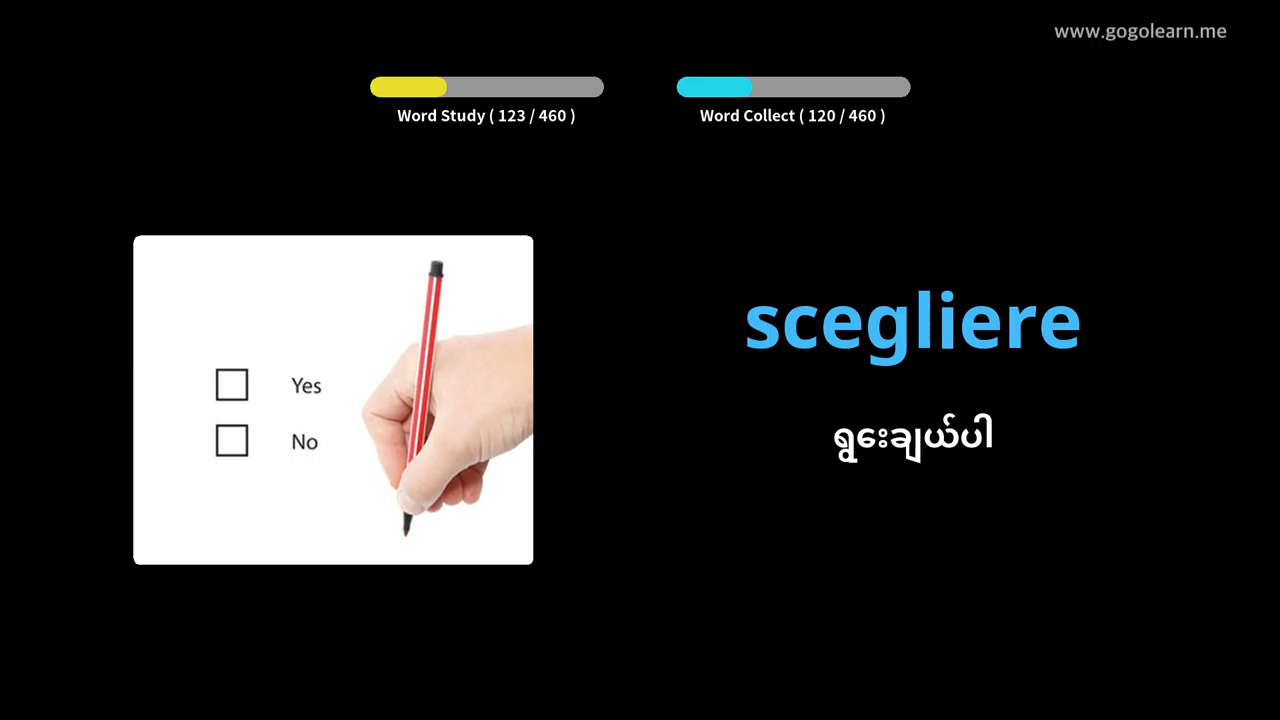 www.gogolearn.me
Word Study ( 123 / 460 )
Word Collect ( 120 / 460 )
Yes
No
scegliere
ရွေးချယ်ပါ